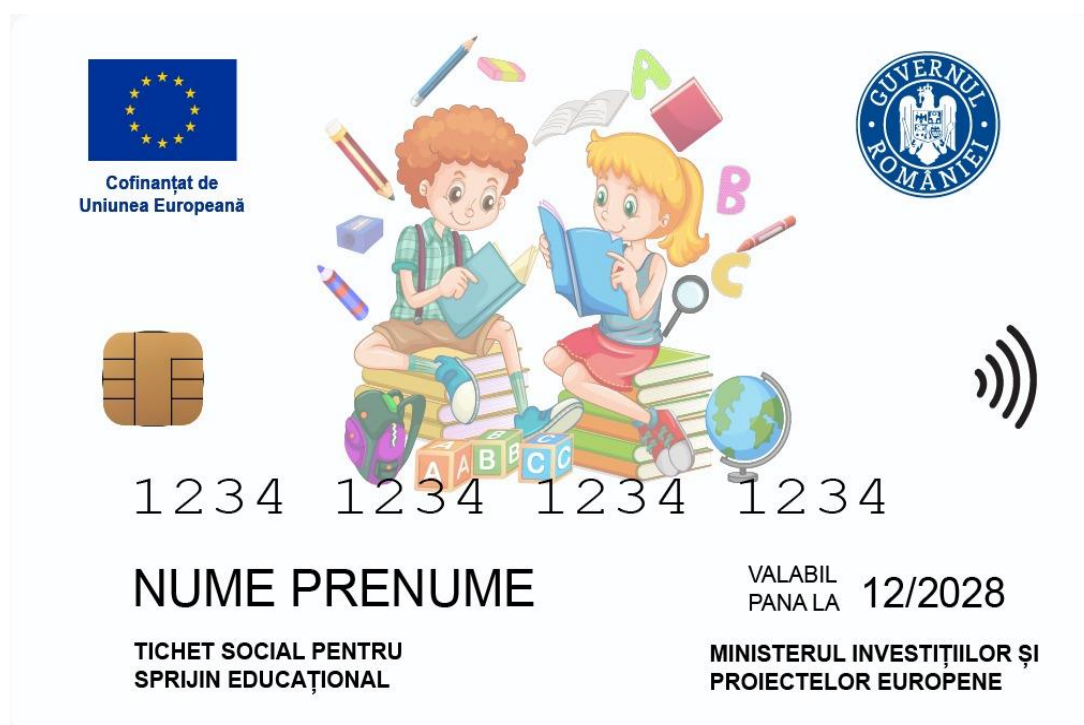 Cofinanțat de
Uniunea Europeană
GUVERNUL ROMÂNIEI
A
B
C
A A B B C C
1234 1234 1234 1234
NUME PRENUME
VALABIL
PANA LA 12/2028
TICHET SOCIAL PENTRU
SPRIJIN EDUCAȚIONAL
MINISTERUL INVESTIȚIILOR ȘI
PROIECTELOR EUROPENE